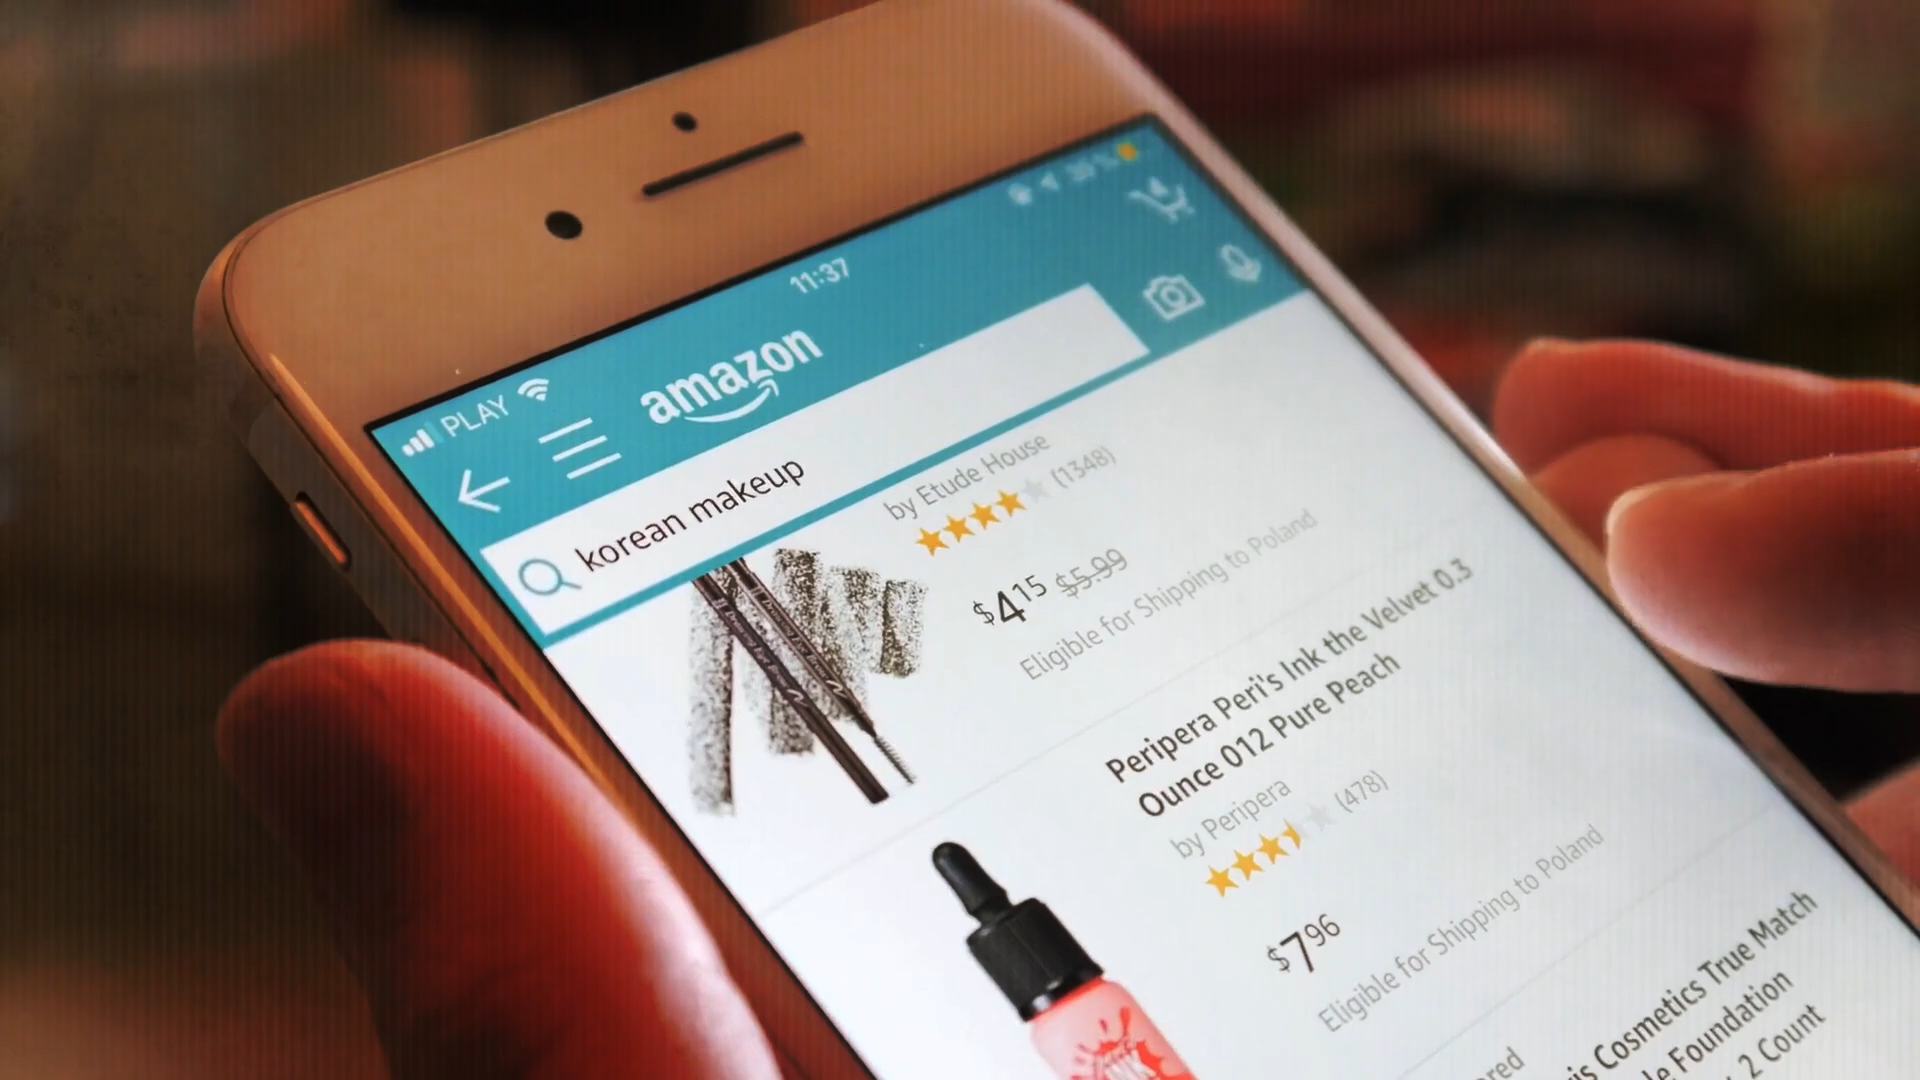 PLAY
11:37
amazon
korean makeup
by Etude House
(1348)
$4 15 $5.99
Eligible for Shipping to Poland
Peripera Peri's Ink the Velvet 0.3
Ounce 012 Pure Peach
by Peripera
(478)
$7 96
Eligible for Shipping to Poland
Cosmetics True Match
Foundation
2 Count
INK